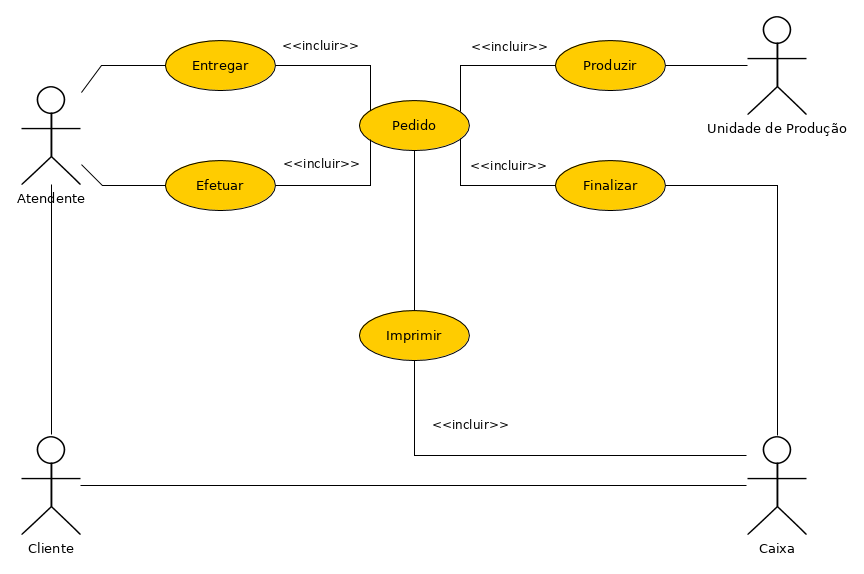 <<incluir>>
<<incluir>>
Entregar
Produzir
Pedido
Unidade de Produção
<<incluir>>
<<incluir>>
Efetuar
Finalizar
Atendente
Imprimir
<<incluir>>
Cliente
Caixa